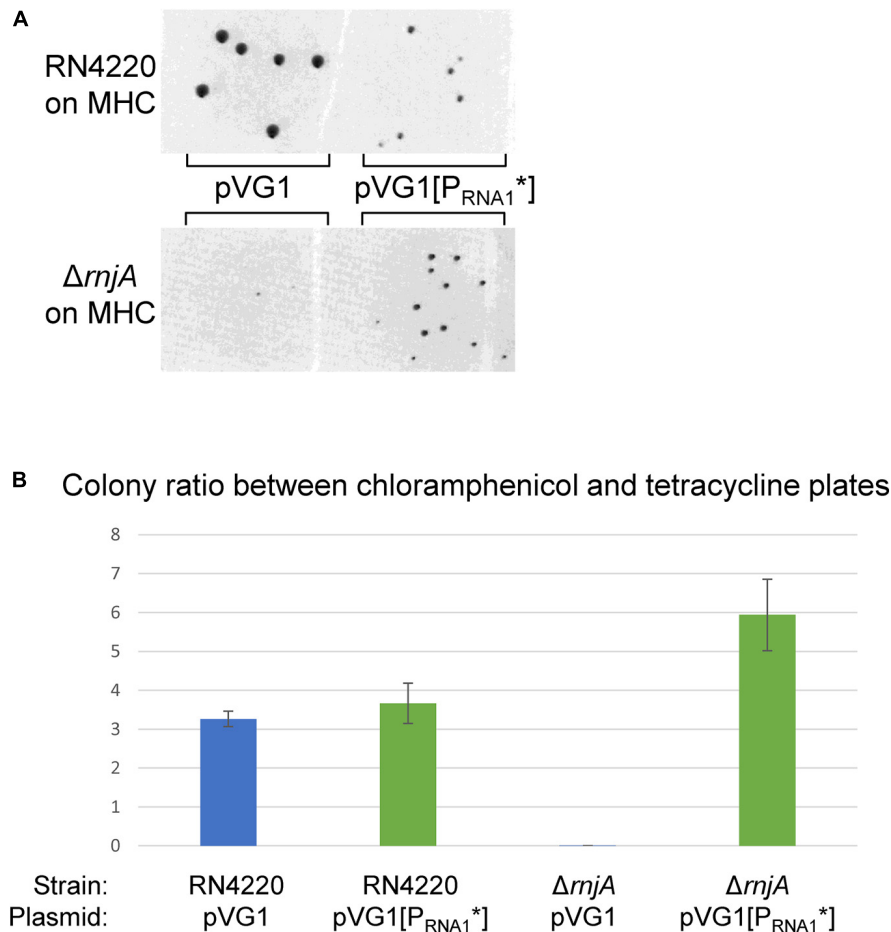 A
RN4220
on MHC
pVG1 pVG1[PRNA1*]
ΔrnjA
on MHC
B Colony ratio between chloramphenicol and tetracycline plates
8
7
6
5
4
3
2
1
0
Strain: RN4220 RN4220 ΔrnjA ΔrnjA
Plasmid: pVG1 pVG1[PRNA1*] pVG1 pVG1[PRNA1*]